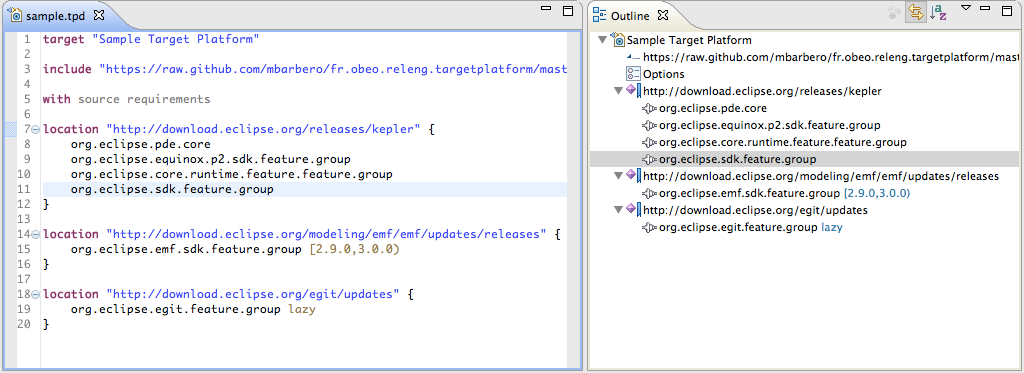 sample.tpd
1 target "Sample Target Platform"
2
3 include "https://raw.github.com/mbarbero/fr.obeo.releng.targetplatform/mast
4
5 with source requirements
6
7 location "http://download.eclipse.org/releases/kepler" {
8 org.eclipse.pde.core
9 org.eclipse.equinox.p2.sdk.feature.group
10 org.eclipse.core.runtime.feature.feature.group
11 org.eclipse.sdk.feature.group
12 }
13
14 location "http://download.eclipse.org/modeling/emf/emf/updates/releases" {
15 org.eclipse.emf.sdk.feature.group [2.9.0,3.0.0)
16 }
17
18 location "http://download.eclipse.org/egit/updates" {
19 org.eclipse.egit.feature.group lazy
20 }
Outline
Sample Target Platform
https://raw.github.com/mbarbero/fr.obeo.releng.targetplatform/mast
Options
http://download.eclipse.org/releases/kepler
org.eclipse.pde.core
org.eclipse.equinox.p2.sdk.feature.group
org.eclipse.core.runtime.feature.feature.group
org.eclipse.sdk.feature.group
http://download.eclipse.org/modeling/emf/emf/updates/releases
org.eclipse.emf.sdk.feature.group [2.9.0,3.0.0)
http://download.eclipse.org/egit/updates
org.eclipse.egit.feature.group lazy